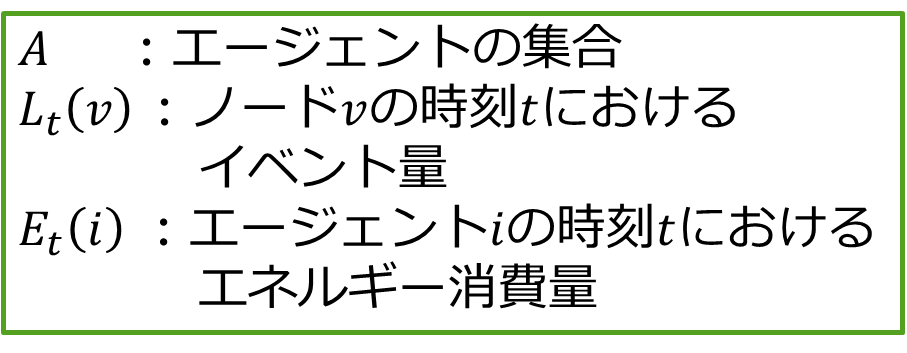 A : エージェントの集合
L_t(v) : ノードvの時刻tにおける
イベント量
E_t(i) : エージェントiの時刻tにおける
エネルギー消費量